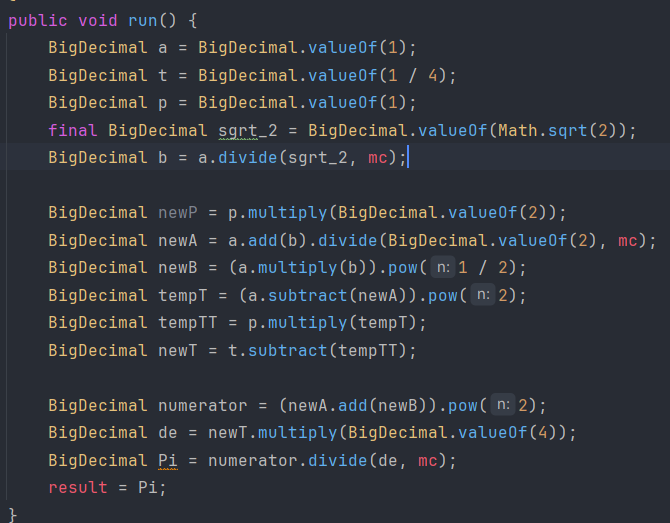 public void run() {
BigDecimal a = BigDecimal.valueOf(1);
BigDecimal t = BigDecimal.valueOf(1 / 4);
BigDecimal p = BigDecimal.valueOf(1);
final BigDecimal sqrt_2 = BigDecimal.valueOf(Math.sqrt(2));
BigDecimal b = a.divide(sqrt_2, mc);
BigDecimal newP = p.multiply(BigDecimal.valueOf(2));
BigDecimal newA = a.add(b).divide(BigDecimal.valueOf(2), mc);
BigDecimal newB = (a.multiply(b)).pow( n: 1 / 2);
BigDecimal tempT = (a.subtract(newA)).pow( n: 2);
BigDecimal tempTT = p.multiply(tempT);
BigDecimal newT = t.subtract(tempTT);
BigDecimal numerator = (newA.add(newB)).pow( n: 2);
BigDecimal de = newT.multiply(BigDecimal.valueOf(4));
BigDecimal Pi = numerator.divide(de, mc);
result = Pi;
}